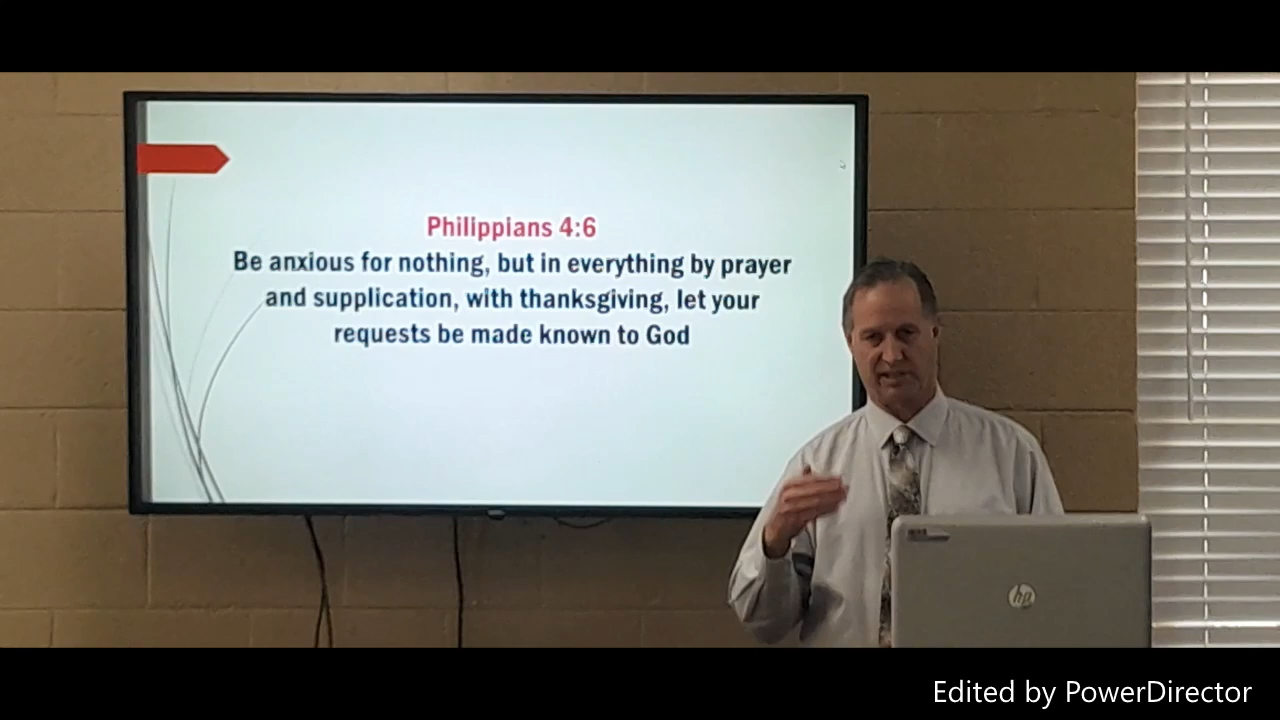 Philippians 4:6
Be anxious for nothing, but in everything by prayer
and supplication, with thanksgiving, let your
requests be made known to God
hp
Edited by PowerDirector